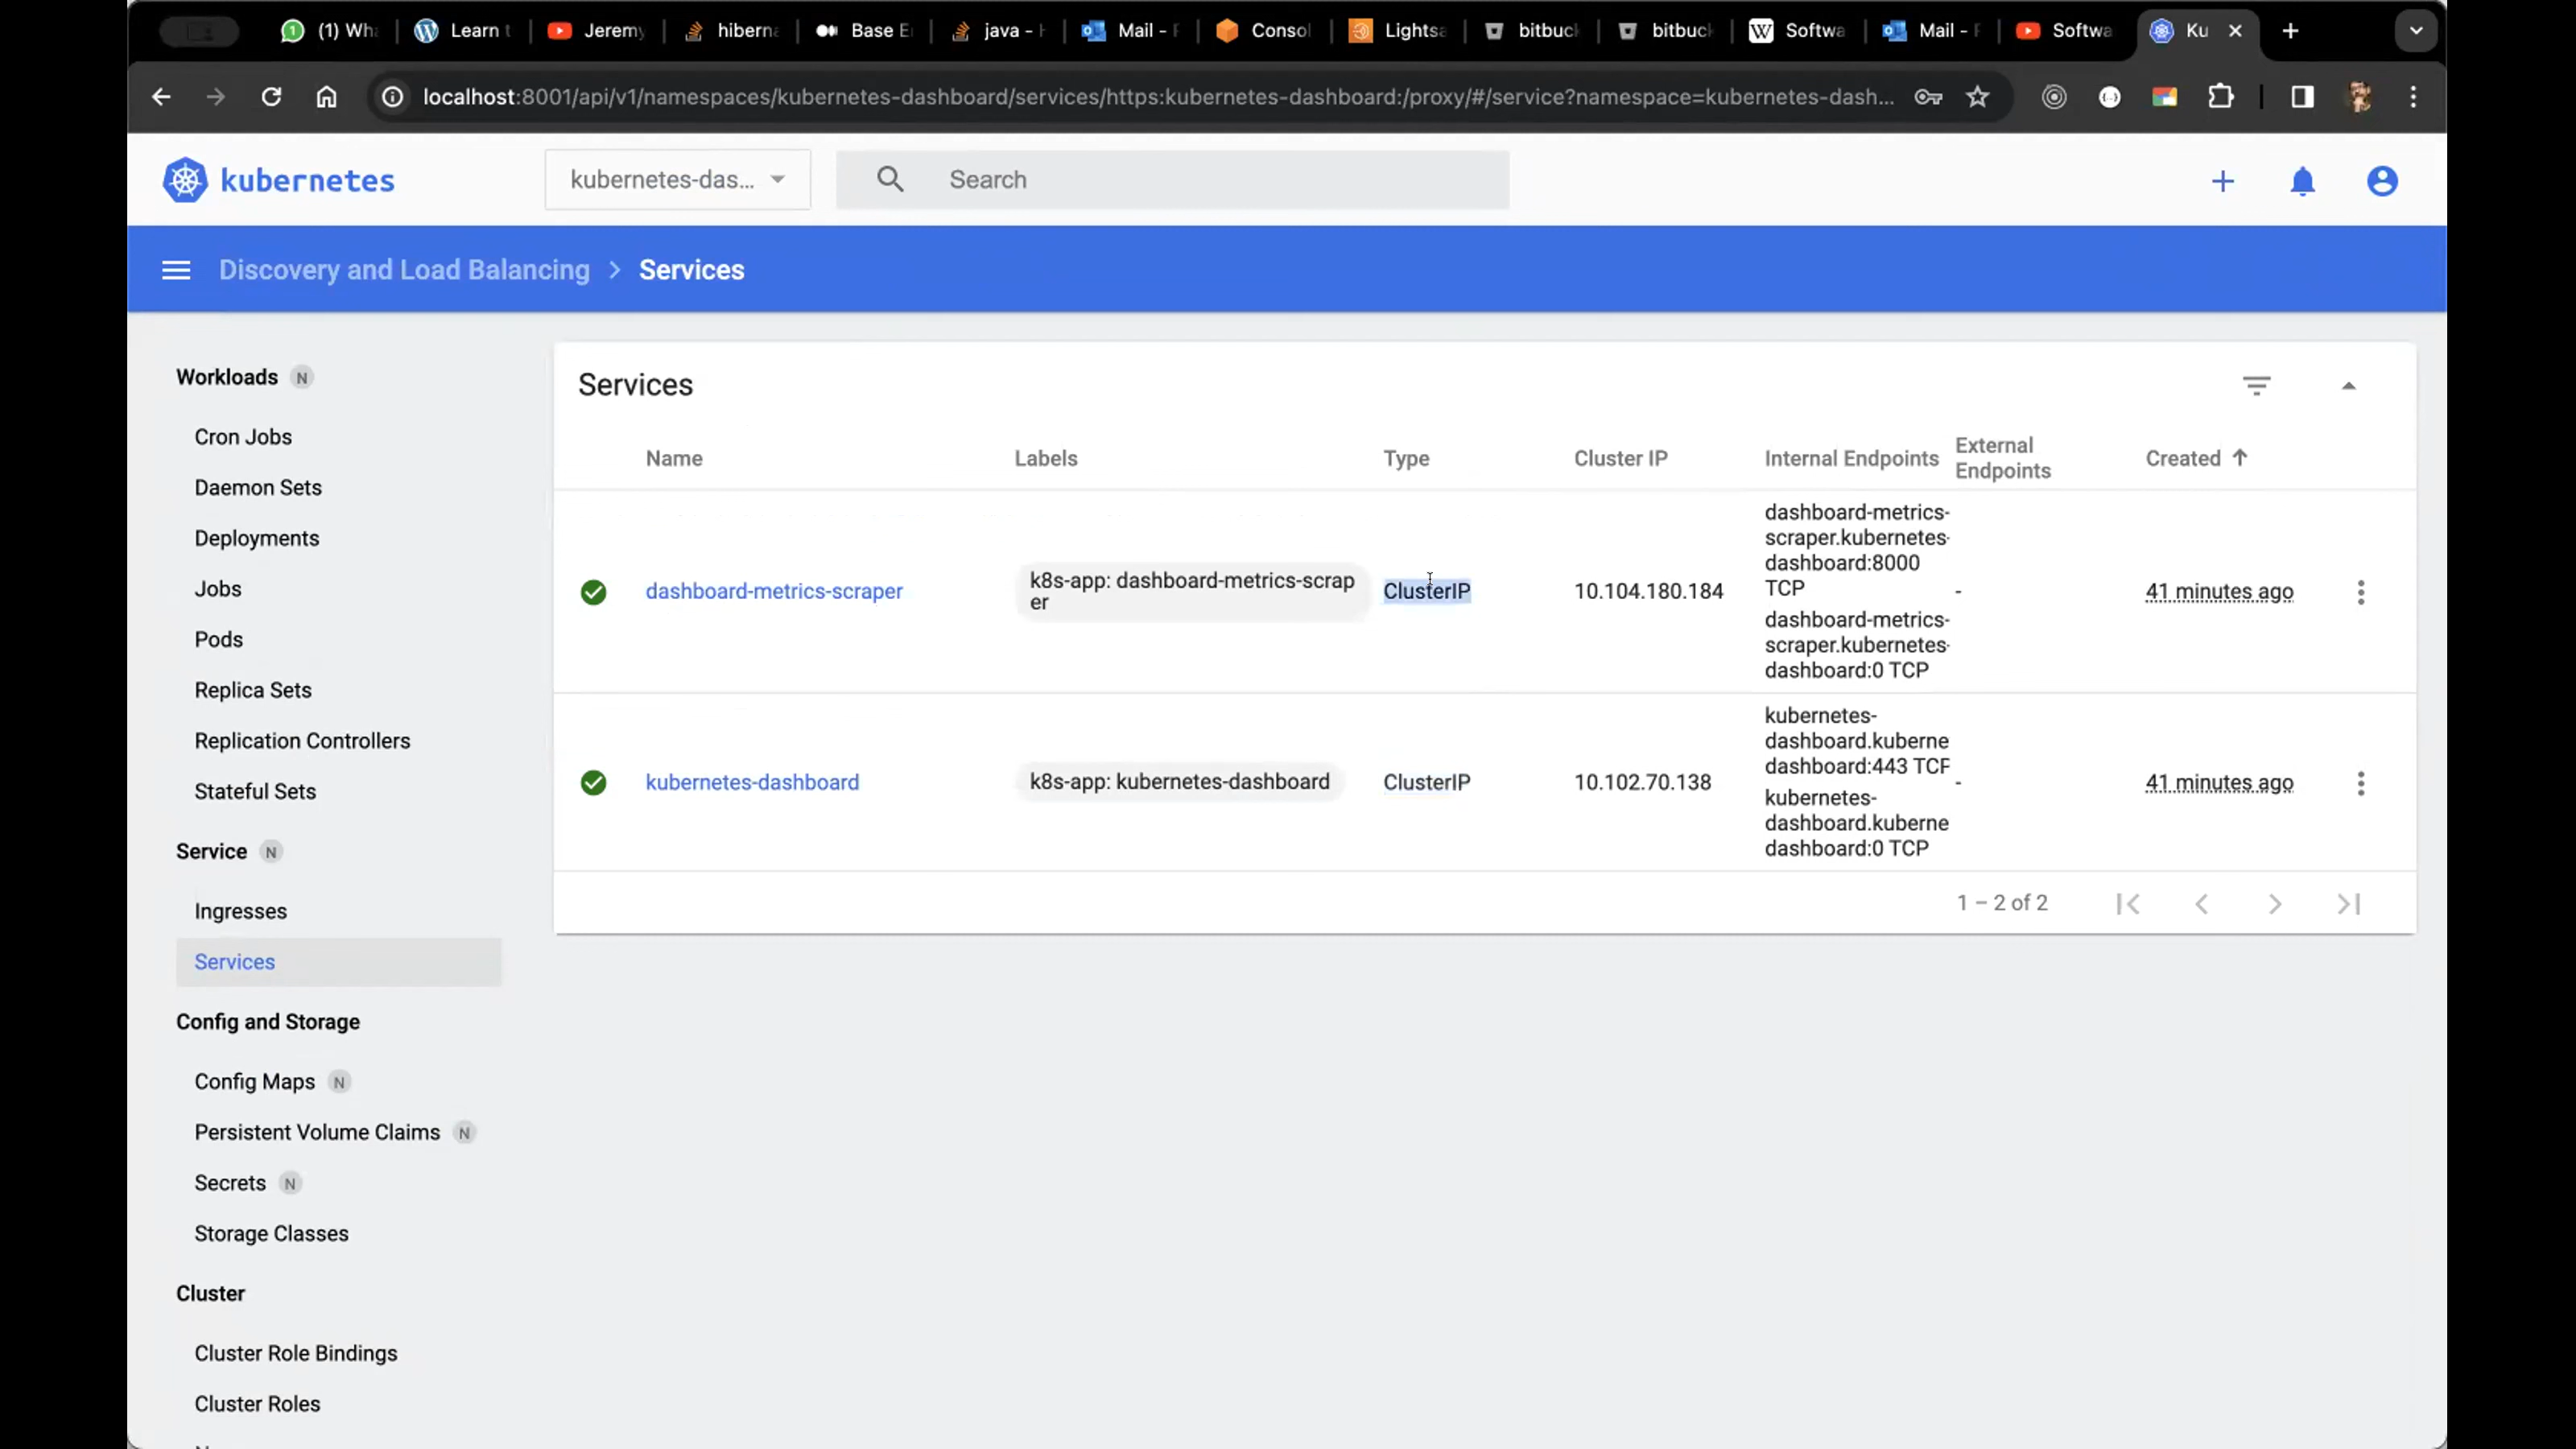 (1) Wha
Learn t
Jeremy
hiberna
Base E
java - H
Mail -
Consol
Lightsa
bitbuck
bitbuck
Softwa
Mail -
Softwa
Ku
localhost:8001/api/v1/namespaces/kubernetes-dashboard/services/https:kubernetes-dashboard:/proxy/#/service?namespace=kubernetes-dash...
kubernetes
kubernetes-das...
Search
Discovery and Load Balancing > Services
Workloads N
Cron Jobs
Daemon Sets
Deployments
Jobs
Pods
Replica Sets
Replication Controllers
Stateful Sets
Service N
Ingresses
Services
Config and Storage
Config Maps N
Persistent Volume Claims N
Secrets N
Storage Classes
Cluster
Cluster Role Bindings
Cluster Roles
Services
Name
Labels
Type
Cluster IP
Internal Endpoints
External
Endpoints
Created
dashboard-metrics-scraper
k8s-app: dashboard-metrics-scrap
er
ClusterIP
10.104.180.184
dashboard-metrics-
scraper.kubernetes-
dashboard:8000
TCP
dashboard-metrics-
scraper.kubernetes-
dashboard:0 TCP
-
41 minutes ago
kubernetes-dashboard
k8s-app: kubernetes-dashboard
ClusterIP
10.102.70.138
kubernetes-
dashboard.kuberne
dashboard:443 TCP
kubernetes-
dashboard.kuberne
dashboard:0 TCP
-
41 minutes ago
1 – 2 of 2